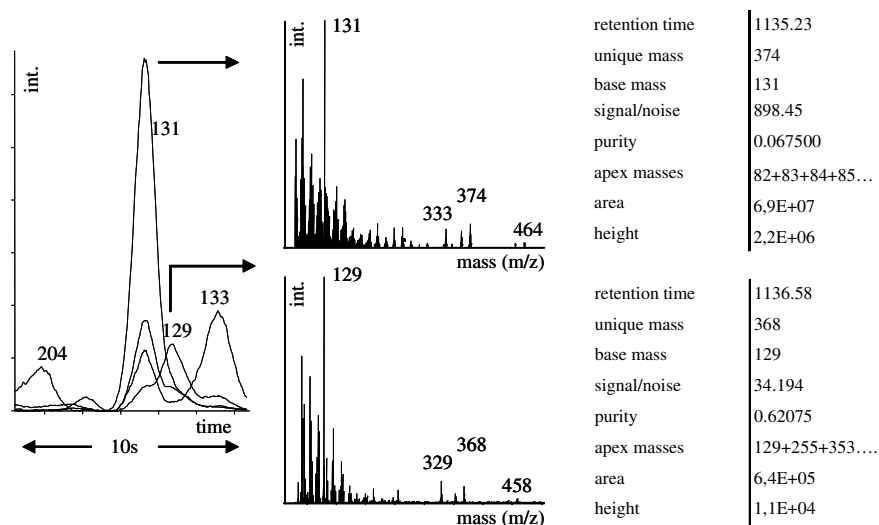 int.
131
204
129
133
time
10s
int.
131
333
374
464
mass (m/z)
int.
129
329
368
458
mass (m/z)
retention time 1135.23
unique mass 374
base mass 131
signal/noise 898.45
purity 0.067500
apex masses 82+83+84+85…
area 6,9E+07
height 2,2E+06
retention time 1136.58
unique mass 368
base mass 129
signal/noise 34.194
purity 0.62075
apex masses 129+255+353….
area 6,4E+05
height 1,1E+04